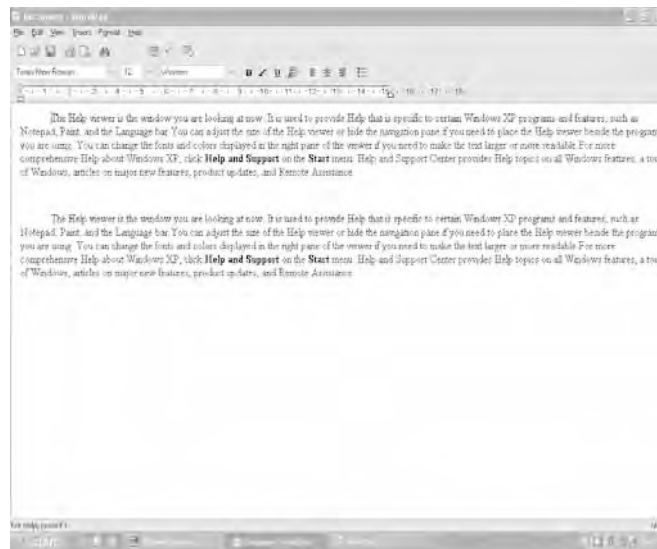 Document - WordPad
File Edit View Insert Format Help
Times New Roman 12 Western
The Help viewer is the window you are looking at now. It is used to provide Help that is specific to certain Windows XP programs and features, such as
Notepad, Paint, and the Language bar. You can adjust the size of the Help viewer or hide the navigation pane if you need to place the Help viewer beside the program
you are using. You can change the fonts and colors displayed in the right pane of the viewer if you need to make the text larger or more readable.For more
comprehensive Help about Windows XP, click Help and Support on the Start menu. Help and Support Center provides Help topics on all Windows features, a tou
of Windows, articles on major new features, product updates, and Remote Assistance.
The Help viewer is the window you are looking at now. It is used to provide Help that is specific to certain Windows XP programs and features, such as
Notepad, Paint, and the Language bar. You can adjust the size of the Help viewer or hide the navigation pane if you need to place the Help viewer beside the program
you are using. You can change the fonts and colors displayed in the right pane of the viewer if you need to make the text larger or more readable.For more
comprehensive Help about Windows XP, click Help and Support on the Start menu. Help and Support Center provides Help topics on all Windows features, a tou
of Windows, articles on major new features, product updates, and Remote Assistance.
For Help, press F1